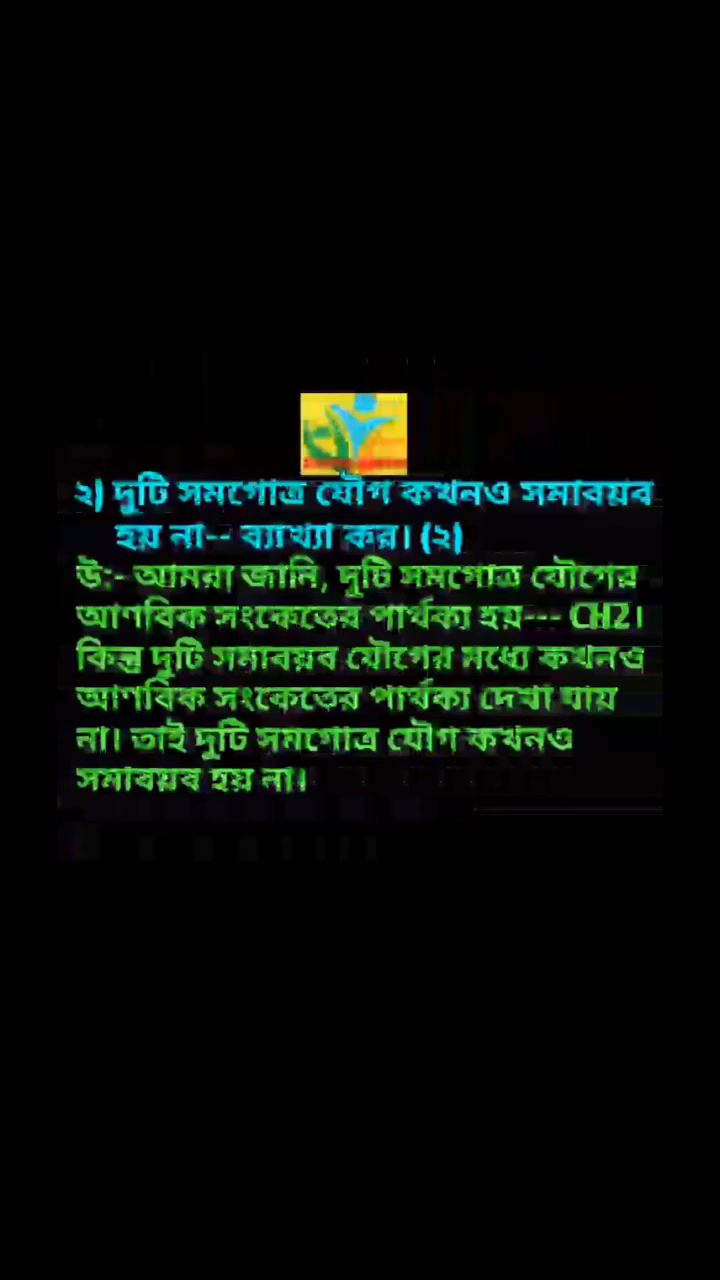 ২) দুটি সমগোত্র যৌগ কখনও সমাবয়ব
হয় না-- ব্যাখ্যা কর। (২)
উ:- আমরা জানি, দুটি সমগোত্র যৌগের
আণবিক সংকেতের পার্থক্য হয়--- CH2।
কিন্তু দুটি সমাবয়ব যৌগের মধ্যে কখনও
আণবিক সংকেতের পার্থক্য দেখা যায়
না। তাই দুটি সমগোত্র যৌগ কখনও
সমাবয়ব হয় না।